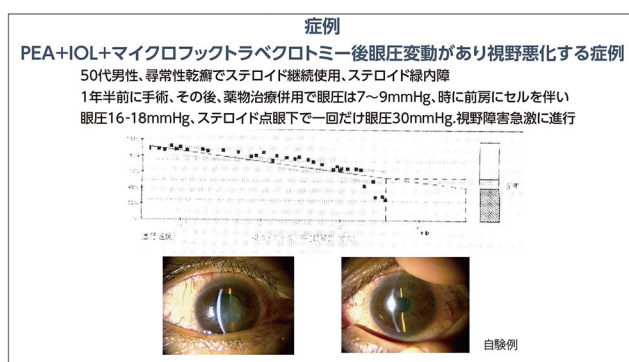 症例
PEA+IOL+マイクロフックトラベクロトミー後眼圧変動があり視野悪化する症例
50代男性、尋常性乾癬でステロイド継続使用、ステロイド緑内障
1年半前に手術、その後、薬物治療併用で眼圧は7～9mmHg、時に前房にセルを伴い
眼圧16-18mmHg、ステロイド点眼下で一回だけ眼圧30mmHg.視野障害急激に進行
自験例